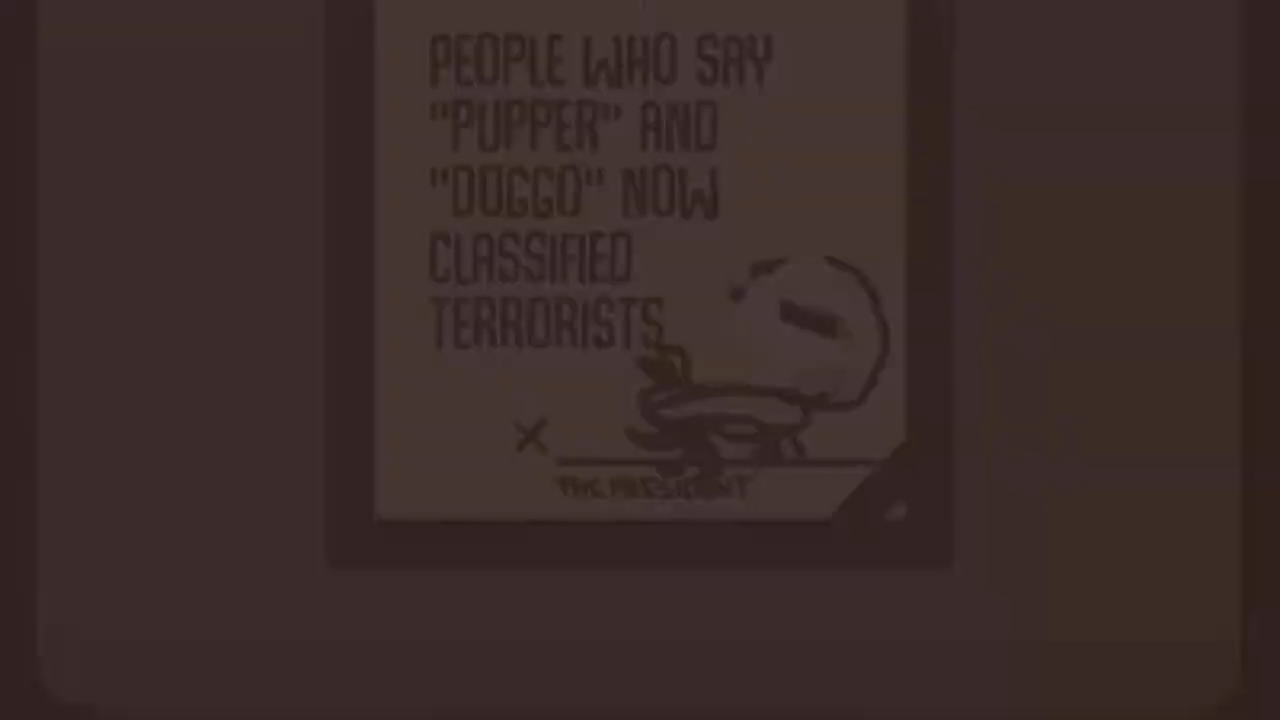 PEOPLE WHO SAY
"PUPPER" AND
"DOGGO" NOW
CLASSIFIED
TERRORISTS
X
THE PRESIDENT